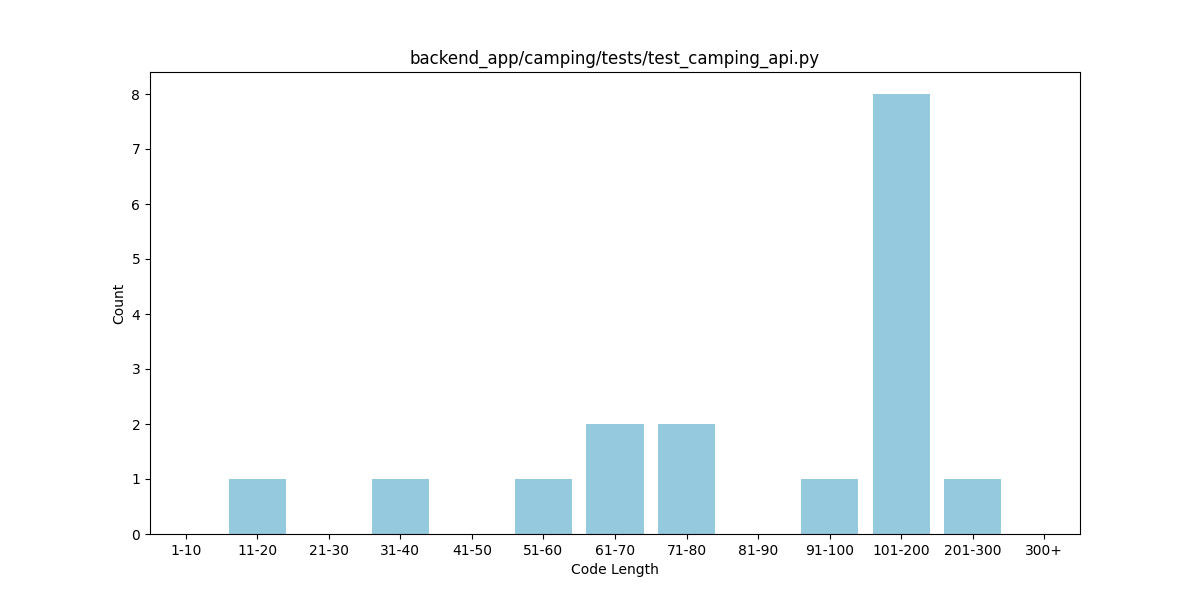 backend_app/camping/tests/test_camping_api.py
8
7
6
5
4
3
2
1
0
Count
1-10 11-20 21-30 31-40 41-50 51-60 61-70 71-80 81-90 91-100 101-200 201-300 300+
Code Length